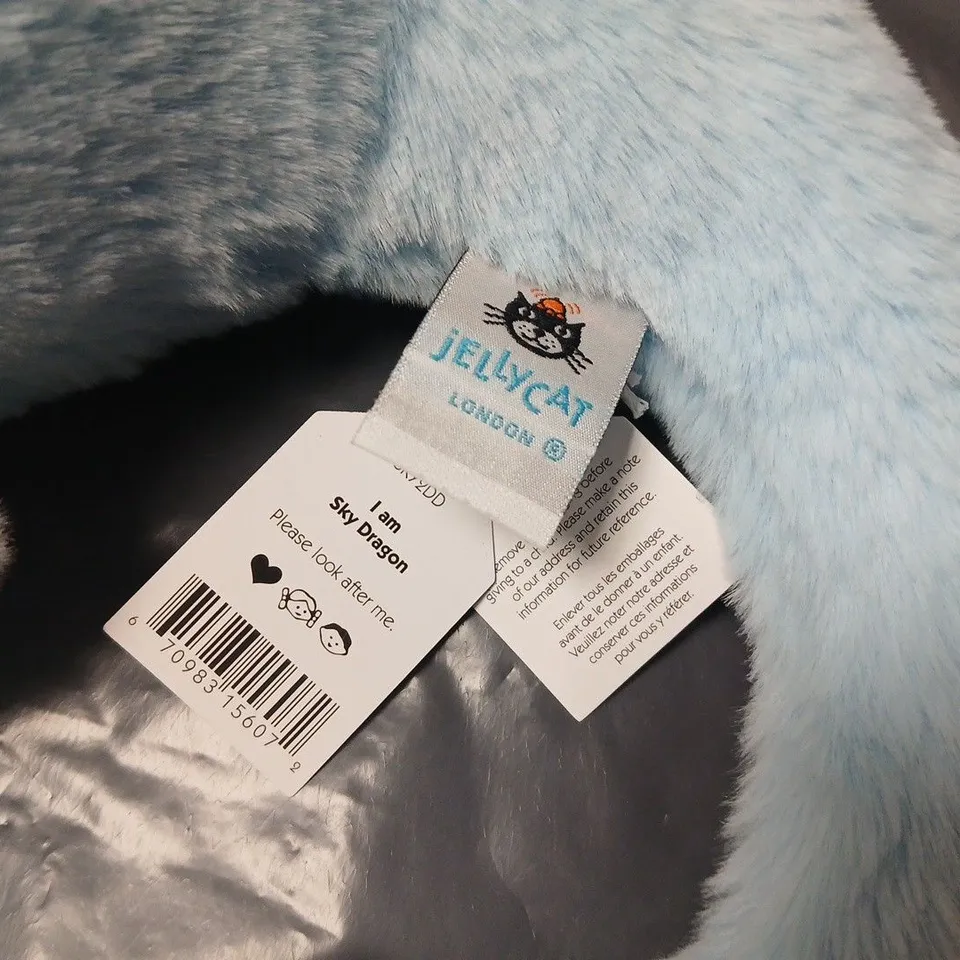 jELLYCAT
LONDON ®
I am
Sky Dragon
Please look after me.
6 70983 15607 2
before
giving to a Please make a note
of our address and retain this
information for future reference.
Enlever tous les emballages
avant de le donner à un enfant.
Veuillez noter notre adresse et
conserver ces informations
pour vous y référer.